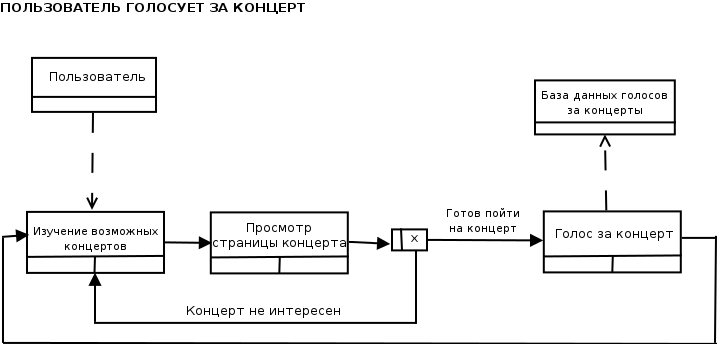 ПОЛЬЗОВАТЕЛЬ ГОЛОСУЕТ ЗА КОНЦЕРТ
Пользователь
База данных голосов
за концерты
Изучение возможных
концертов
Просмотр
страницы концерта
X
Готов пойти
на концерт
Голос за концерт
Концерт не интересен